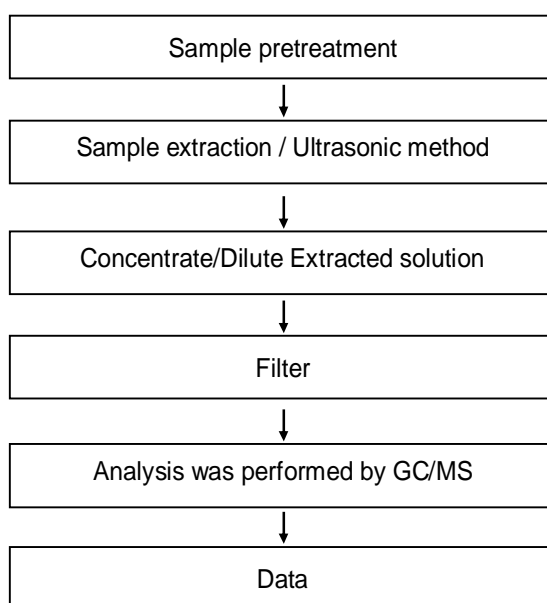 Sample pretreatment
Sample extraction / Ultrasonic method
Concentrate/Dilute Extracted solution
Filter
Analysis was performed by GC/MS
Data